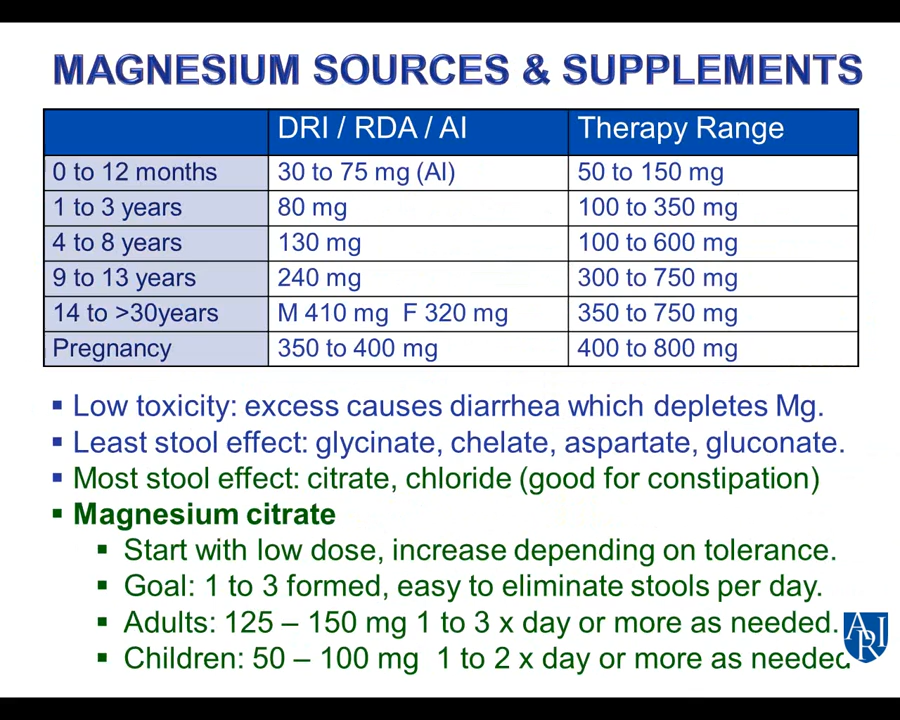 MAGNESIUM SOURCES & SUPPLEMENTS
DRI / RDA / AI Therapy Range
0 to 12 months 30 to 75 mg (AI) 50 to 150 mg
1 to 3 years 80 mg 100 to 350 mg
4 to 8 years 130 mg 100 to 600 mg
9 to 13 years 240 mg 300 to 750 mg
14 to >30years M 410 mg F 320 mg 350 to 750 mg
Pregnancy 350 to 400 mg 400 to 800 mg
▪ Low toxicity: excess causes diarrhea which depletes Mg.
▪ Least stool effect: glycinate, chelate, aspartate, gluconate.
▪ Most stool effect: citrate, chloride (good for constipation)
▪ Magnesium citrate
▪ Start with low dose, increase depending on tolerance.
▪ Goal: 1 to 3 formed, easy to eliminate stools per day.
▪ Adults: 125 – 150 mg 1 to 3 x day or more as needed.
▪ Children: 50 – 100 mg 1 to 2 x day or more as needed
ARI